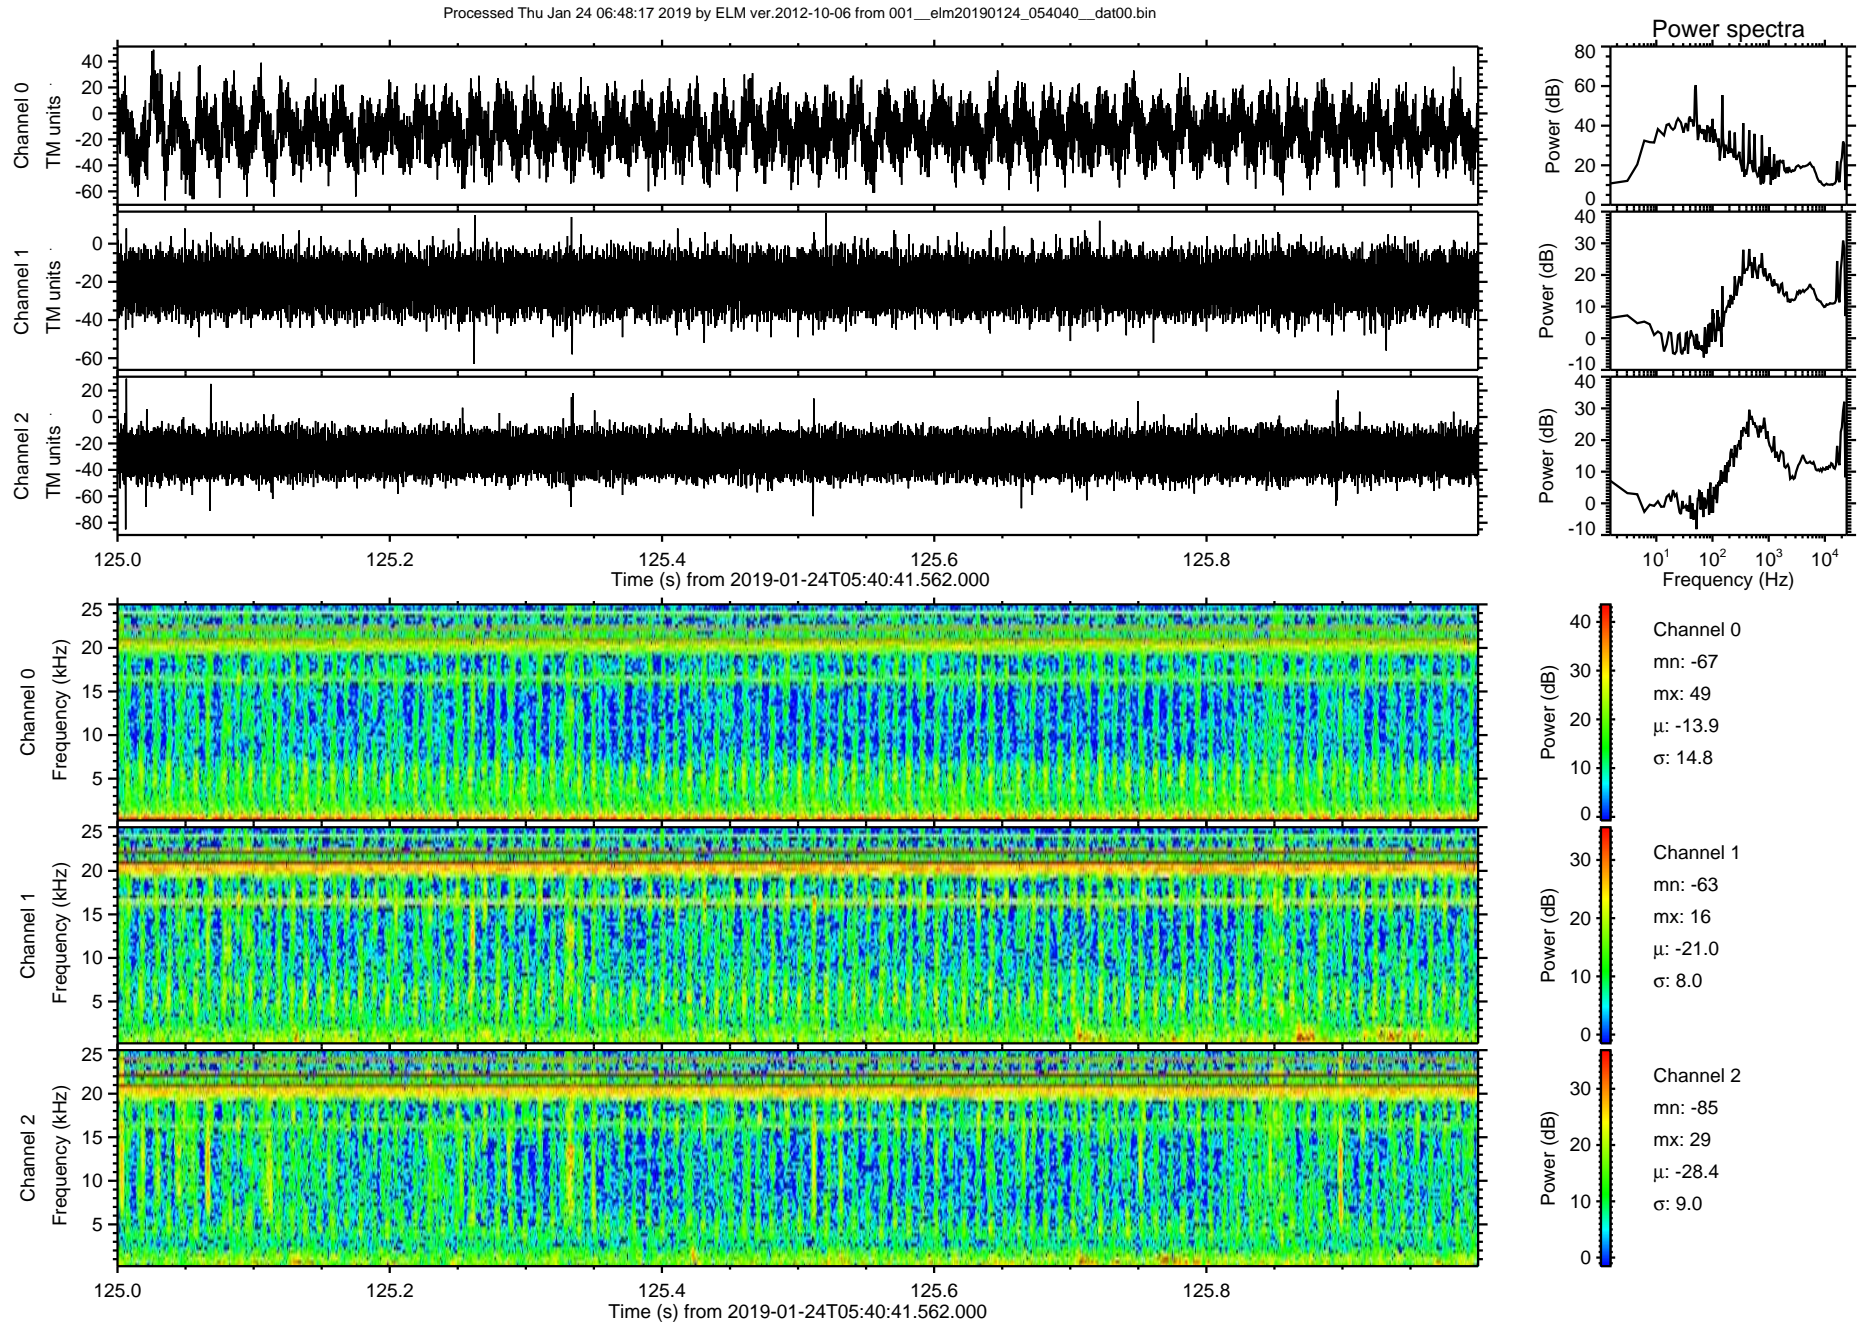 Processed Thu Jan 24 06:48:17 2019 by ELM ver.2012-10-06 from 001__elm20190124_054040__dat00.bin
Power spectra
Channel 0
TM units
40
20
0
-20
-40
-60
Power (dB)
80
60
40
20
0
Channel 1
TM units
0
-20
-40
-60
Power (dB)
40
30
20
10
0
-10
Channel 2
TM units
20
0
-20
-40
-60
-80
Power (dB)
40
30
20
10
0
-10
125.0 125.2 125.4 125.6 125.8
Time (s) from 2019-01-24T05:40:41.562.000
10¹ 10² 10³ 10⁴
Frequency (Hz)
Channel 0
Frequency (kHz)
25
20
15
10
5
Power (dB)
40
30
20
10
0
Channel 0
mn: -67
mx: 49
μ: -13.9
σ: 14.8
Channel 1
Frequency (kHz)
25
20
15
10
5
Power (dB)
30
20
10
0
Channel 1
mn: -63
mx: 16
μ: -21.0
σ: 8.0
Channel 2
Frequency (kHz)
25
20
15
10
5
Power (dB)
30
20
10
0
Channel 2
mn: -85
mx: 29
μ: -28.4
σ: 9.0
125.0 125.2 125.4 125.6 125.8
Time (s) from 2019-01-24T05:40:41.562.000